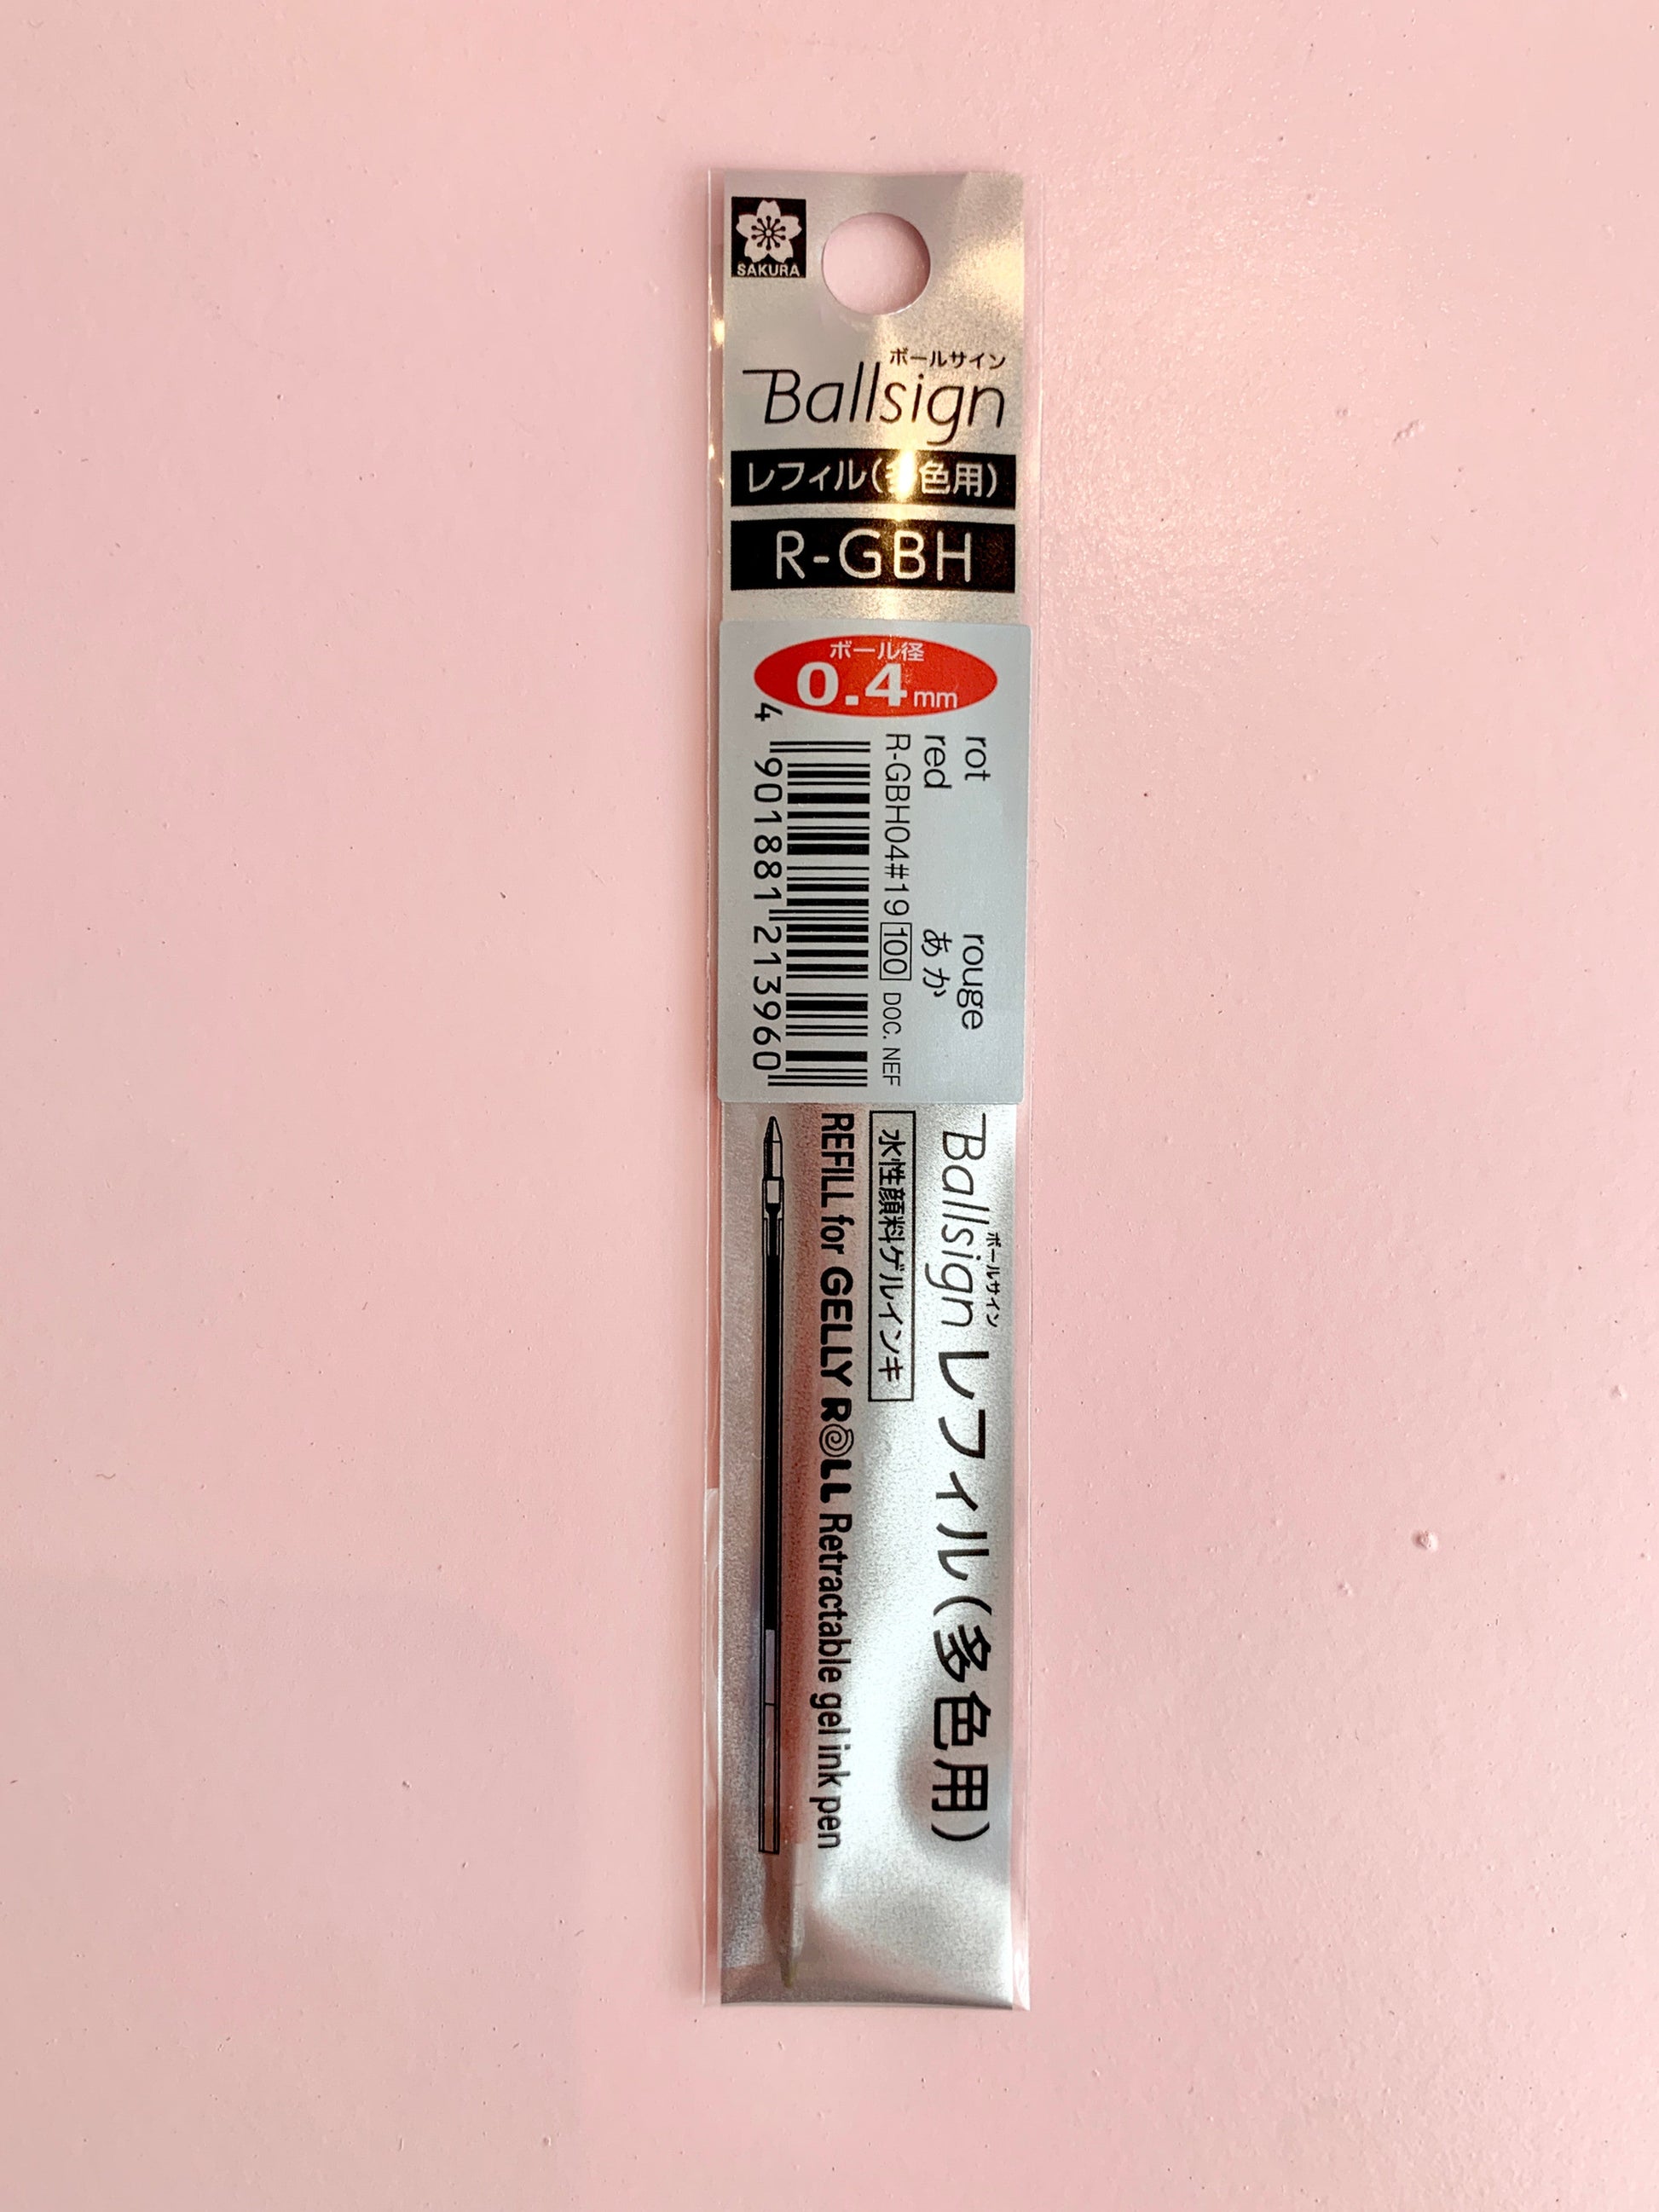 SAKURA
ボールサイン
Ballsign
レフィル(多色用)
R-GBH
ボール径
0.4mm
rot rouge
red あか
R-GBH04#19 100 DOC. NEF
4 901881 213960
ボールサイン
Ballsign レフィル(多色用)
水性顔料ゲルインキ
REFILL for GELLY ROLL Retractable gel ink pen